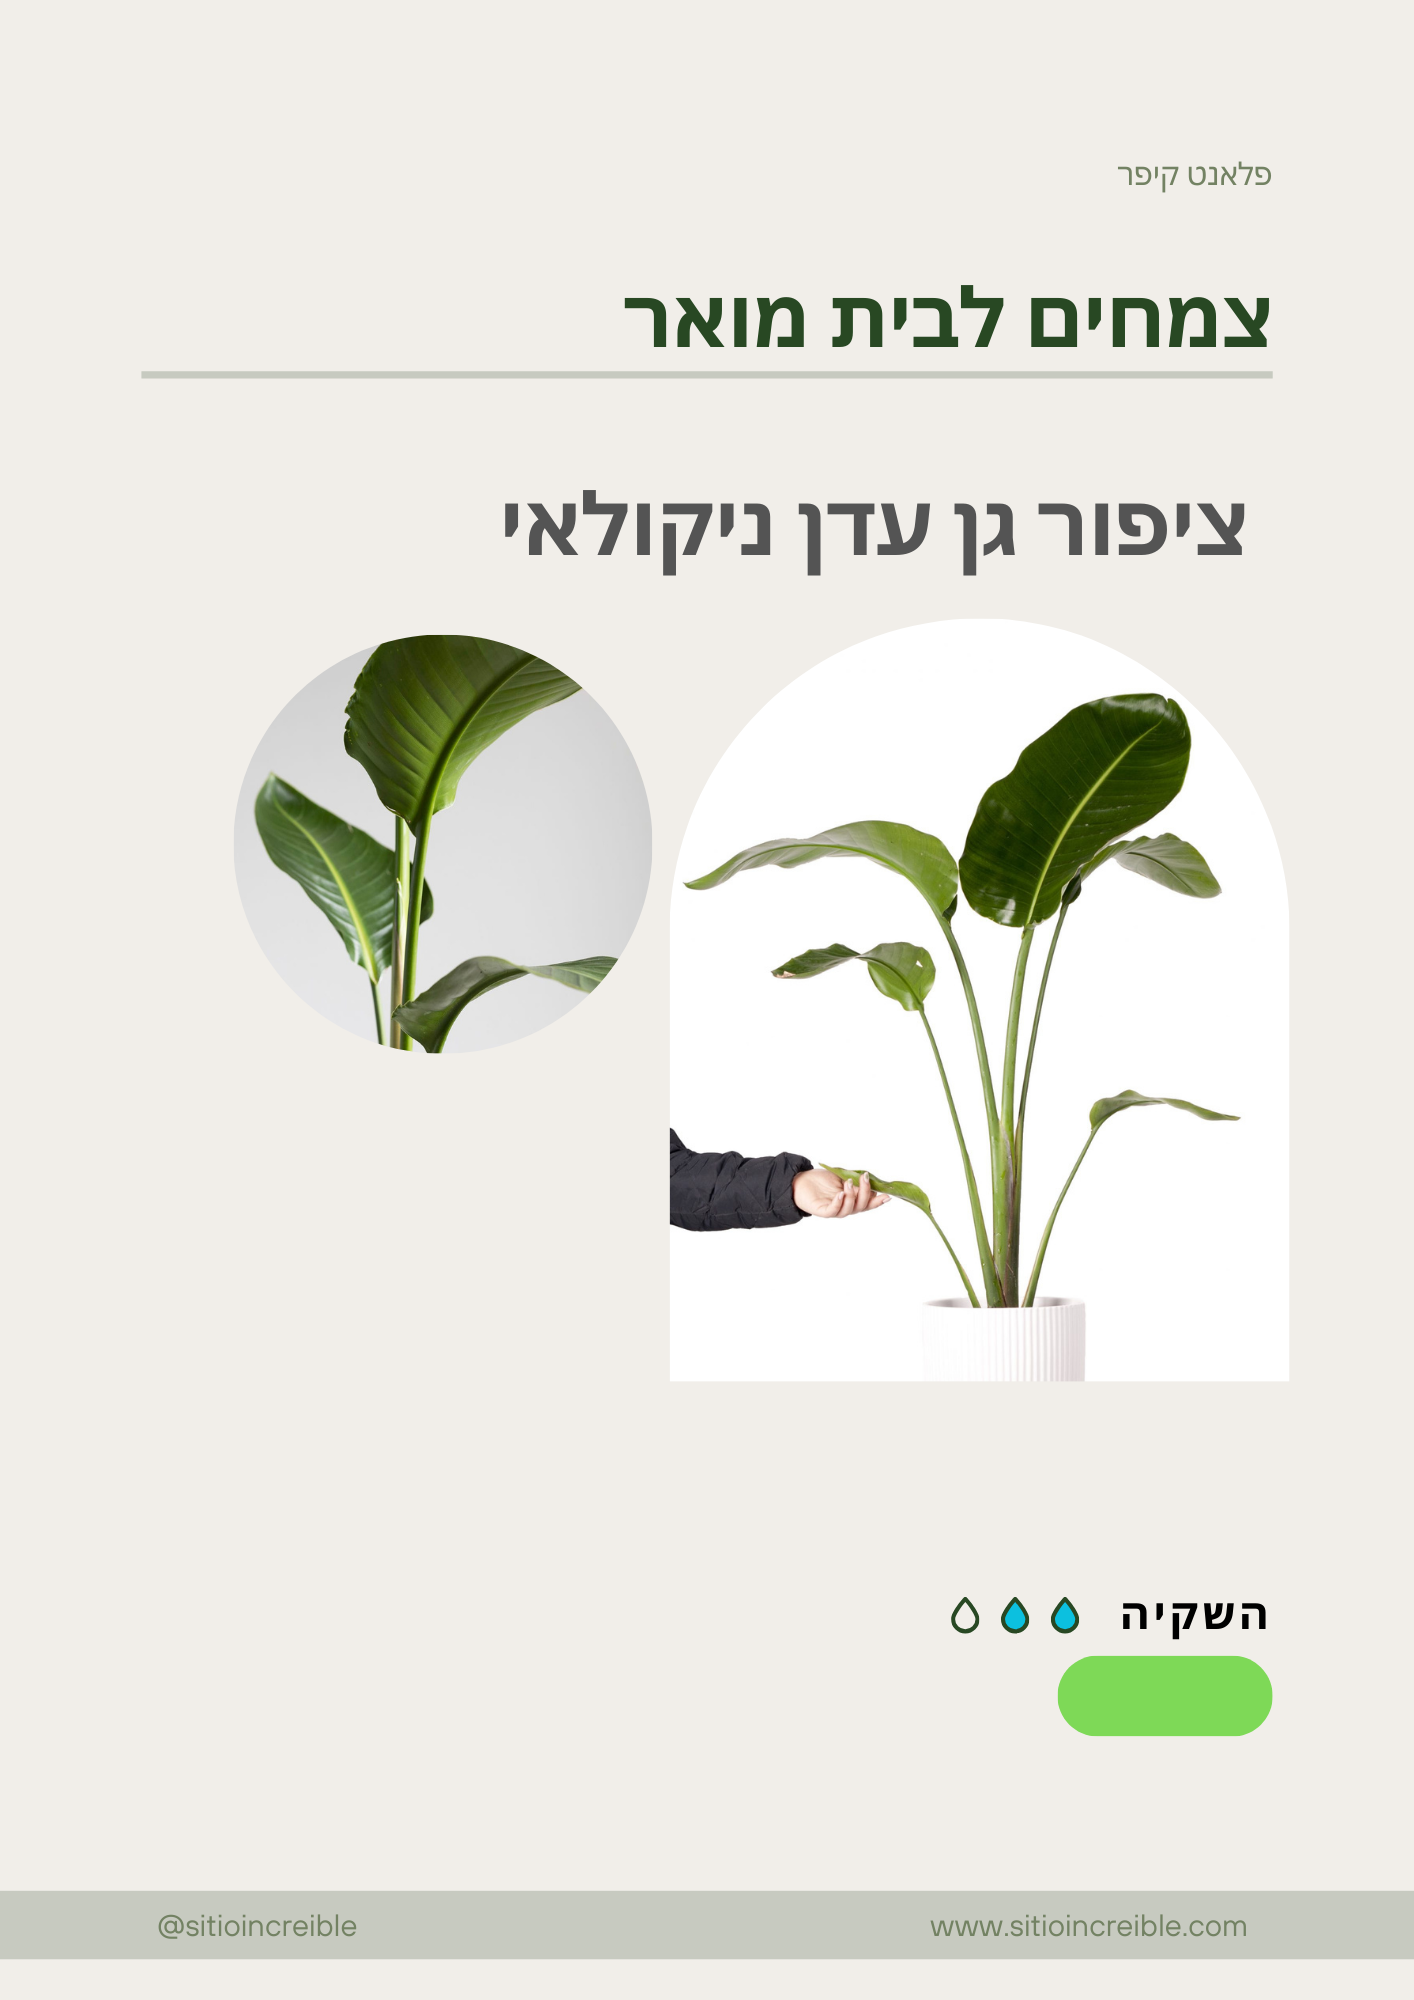 פלאנט קיפר
צמחים לבית מואר
ציפור גן עדן ניקולאי
השקיה
@sitioincreible
www.sitioincreible.com